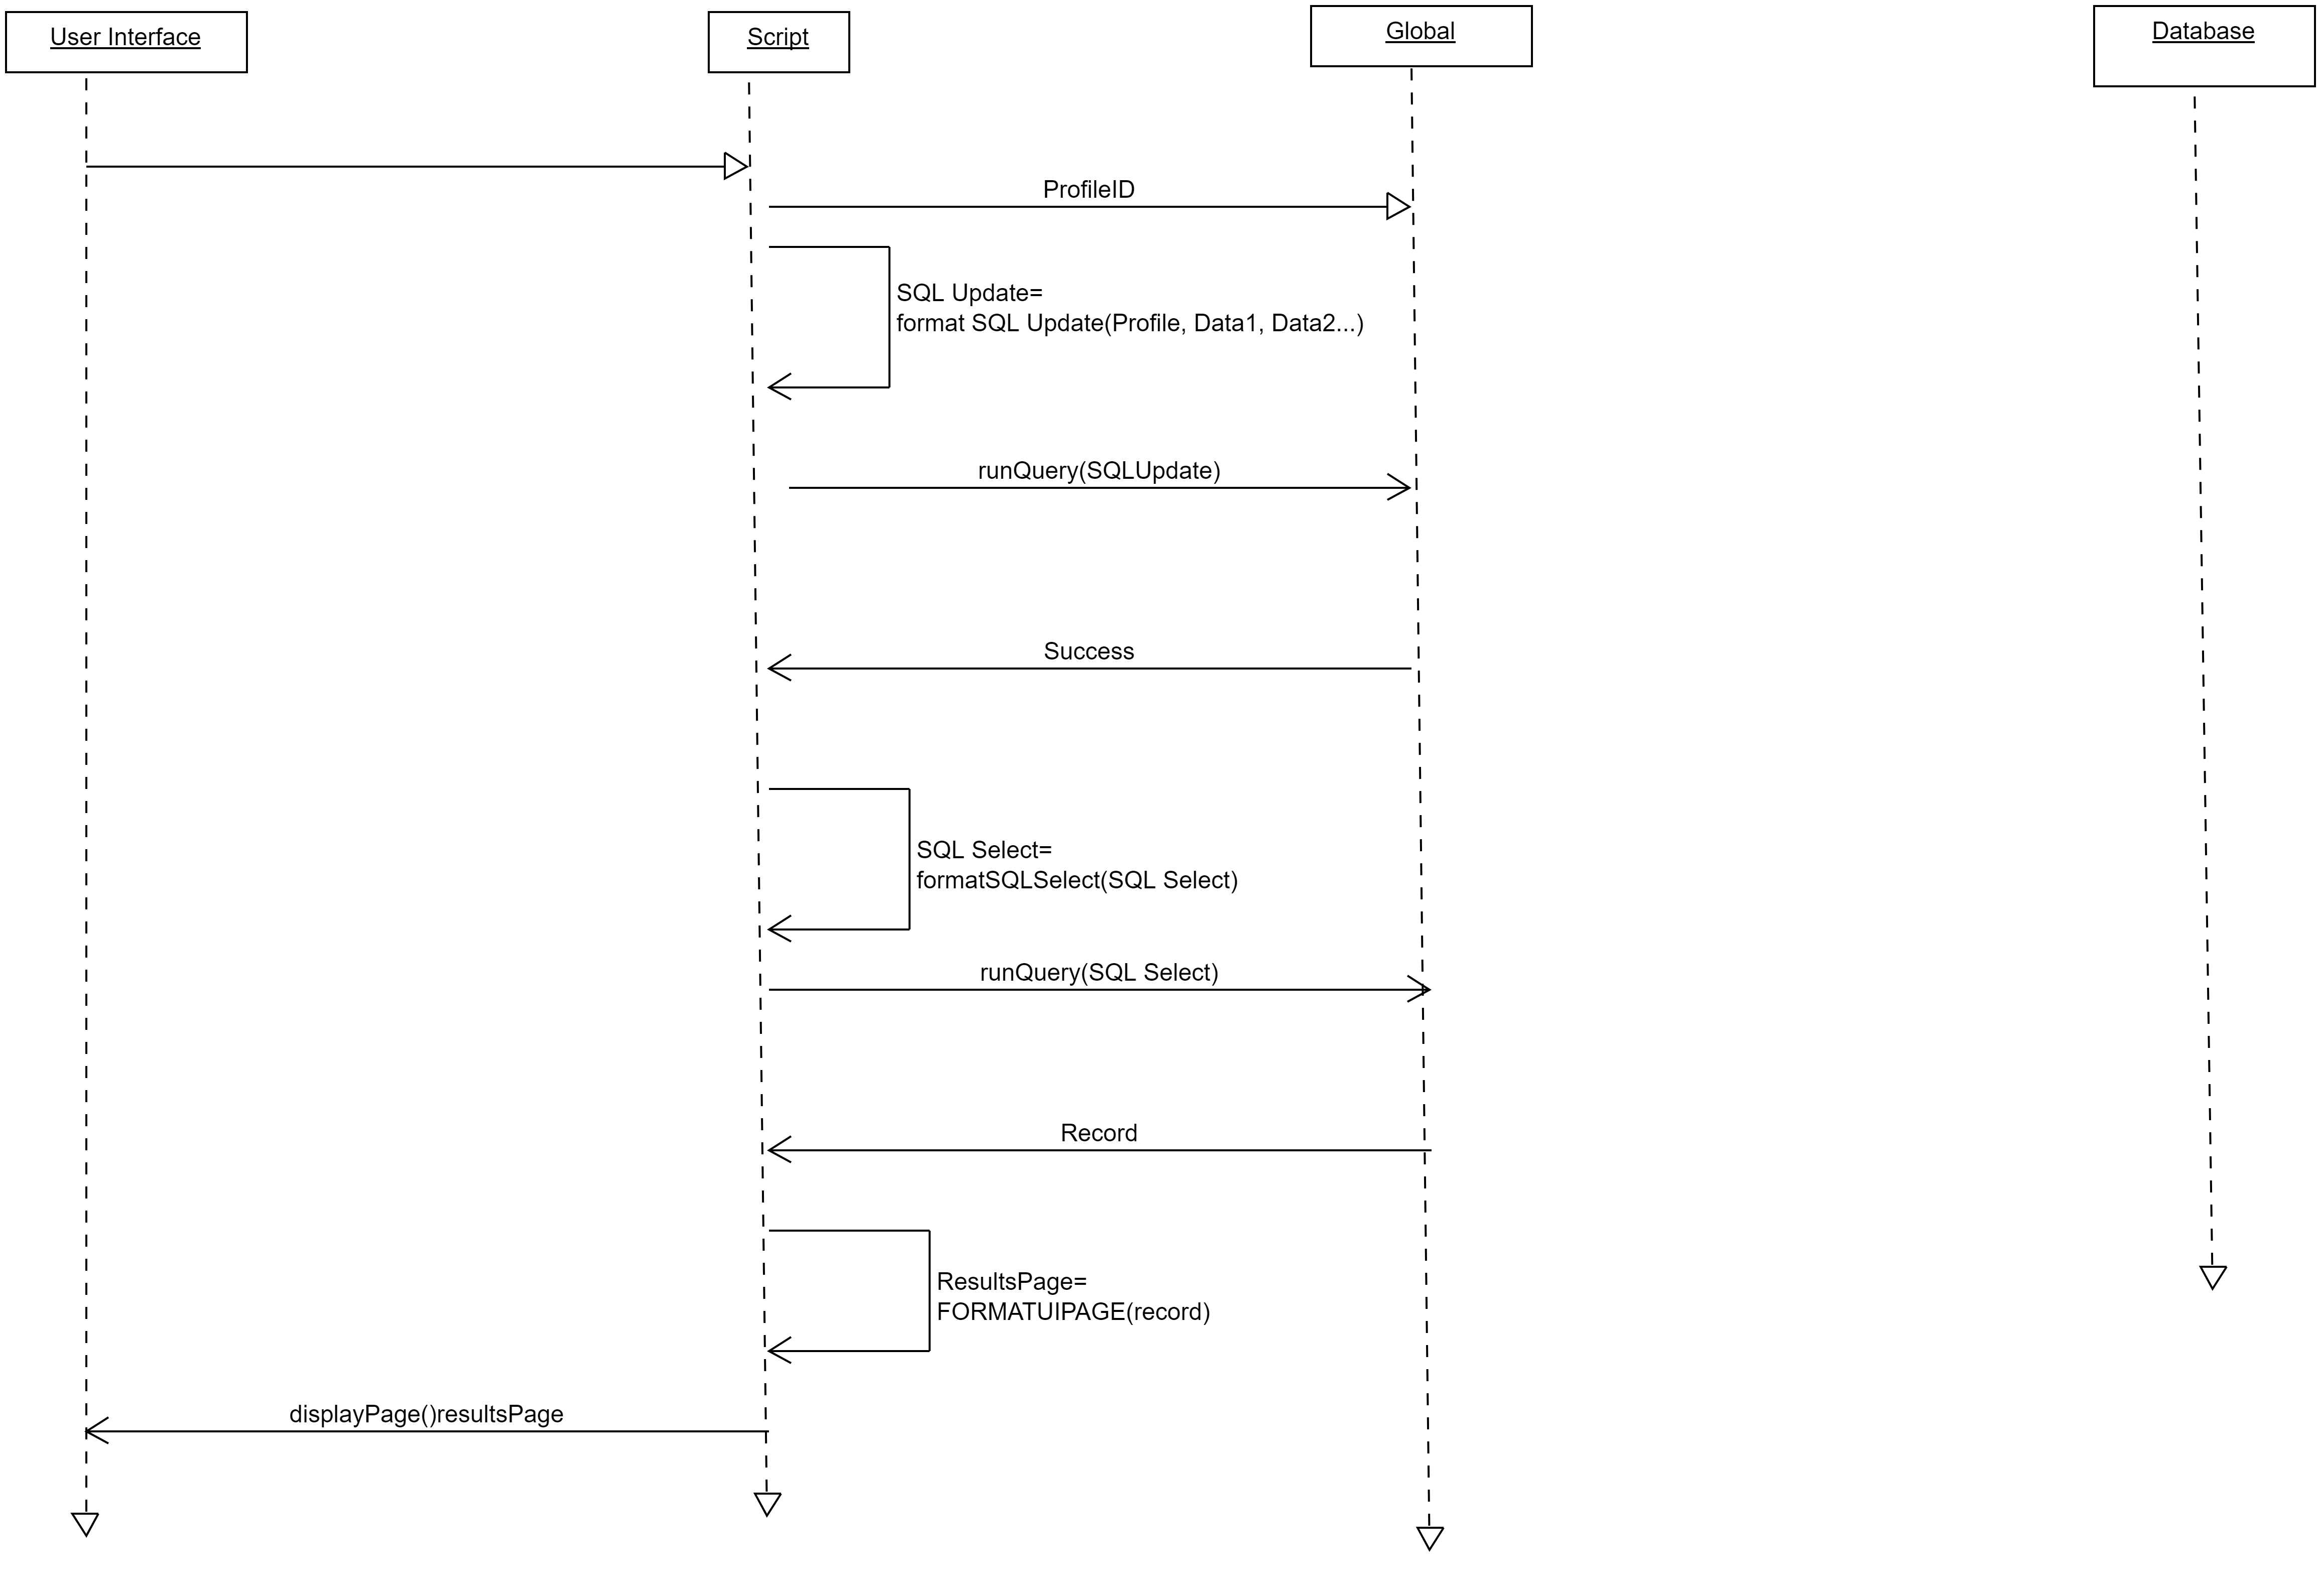 User Interface
Script
Global
Database
ProfileID
SQL Update=
format SQL Update(Profile, Data1, Data2...)
runQuery(SQLUpdate)
Success
SQL Select=
formatSQLSelect(SQL Select)
runQuery(SQL Select)
Record
ResultsPage=
FORMATUIPAGE(record)
displayPage()resultsPage